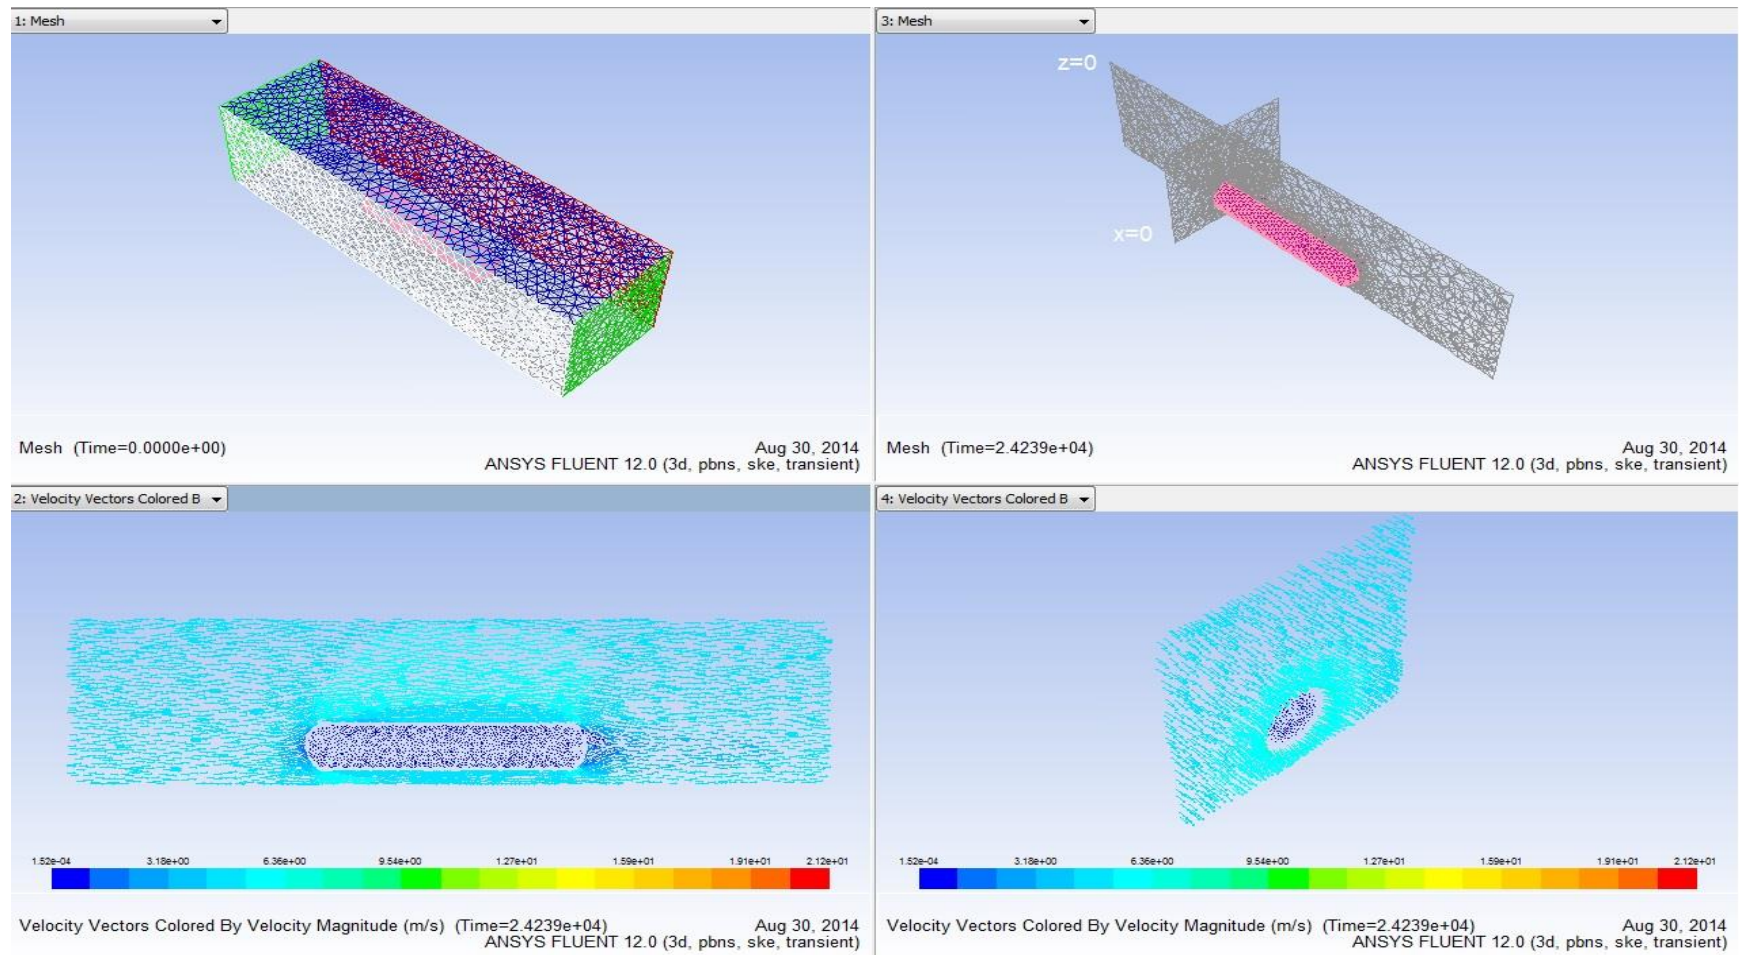 1: Mesh
z=0
x=0
Mesh (Time=0.0000e+00)
Aug 30, 2014
ANSYS FLUENT 12.0 (3d, pbns, ske, transient)
3: Mesh
Mesh (Time=2.4239e+04)
Aug 30, 2014
ANSYS FLUENT 12.0 (3d, pbns, ske, transient)
2: Velocity Vectors Colored B
1.52e-04 3.18e+00 6.36e+00 9.54e+00 1.27e+01 1.59e+01 1.91e+01 2.12e+01
Velocity Vectors Colored By Velocity Magnitude (m/s) (Time=2.4239e+04)
Aug 30, 2014
ANSYS FLUENT 12.0 (3d, pbns, ske, transient)
4: Velocity Vectors Colored B
1.52e-04 3.18e+00 6.36e+00 9.54e+00 1.27e+01 1.59e+01 1.91e+01 2.12e+01
Velocity Vectors Colored By Velocity Magnitude (m/s) (Time=2.4239e+04)
Aug 30, 2014
ANSYS FLUENT 12.0 (3d, pbns, ske, transient)